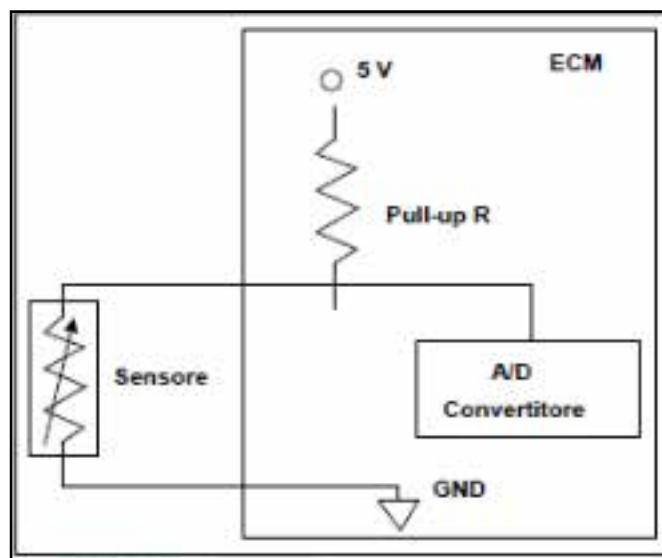 5 V
ECM
Pull-up R
Sensore
A/D
Convertitore
GND